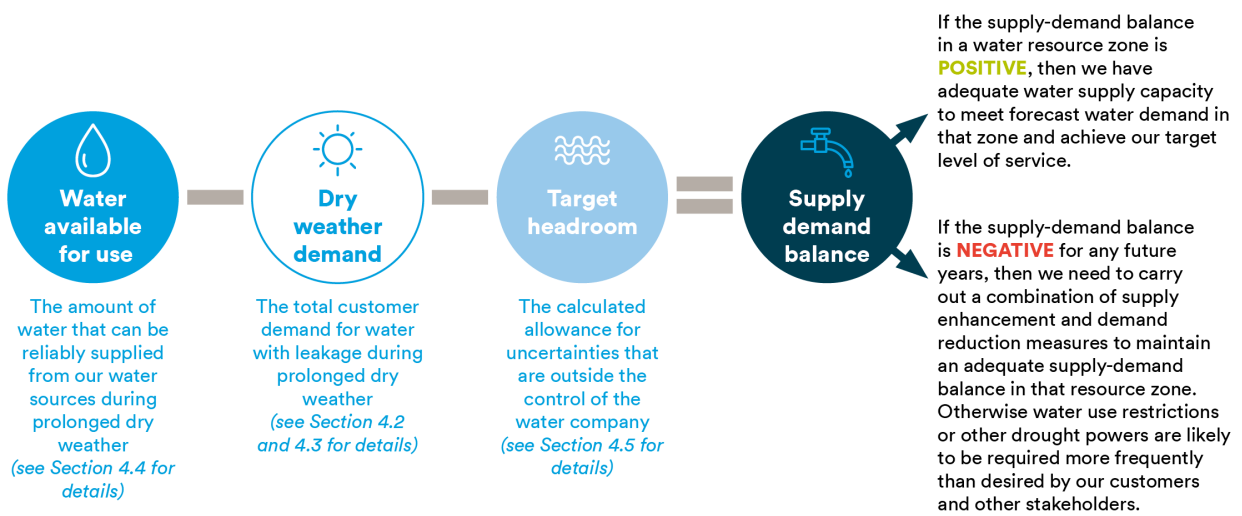 Water
available
for use
The amount of
water that can be
reliably supplied
from our water
sources during
prolonged dry
weather
(see Section 4.4 for
details)
Dry
weather
demand
The total customer
demand for water
with leakage during
prolonged dry
weather
(see Section 4.2
and 4.3 for details)
Target
headroom
The calculated
allowance for
uncertainties that
are outside the
control of the
water company
(see Section 4.5 for
details)
Supply
demand
balance
If the supply-demand balance
in a water resource zone is
POSITIVE, then we have
adequate water supply capacity
to meet forecast water demand in
that zone and achieve our target
level of service.
If the supply-demand balance
is NEGATIVE for any future
years, then we need to carry
out a combination of supply
enhancement and demand
reduction measures to maintain
an adequate supply-demand
balance in that resource zone.
Otherwise water use restrictions
or other drought powers are likely
to be required more frequently
than desired by our customers
and other stakeholders.